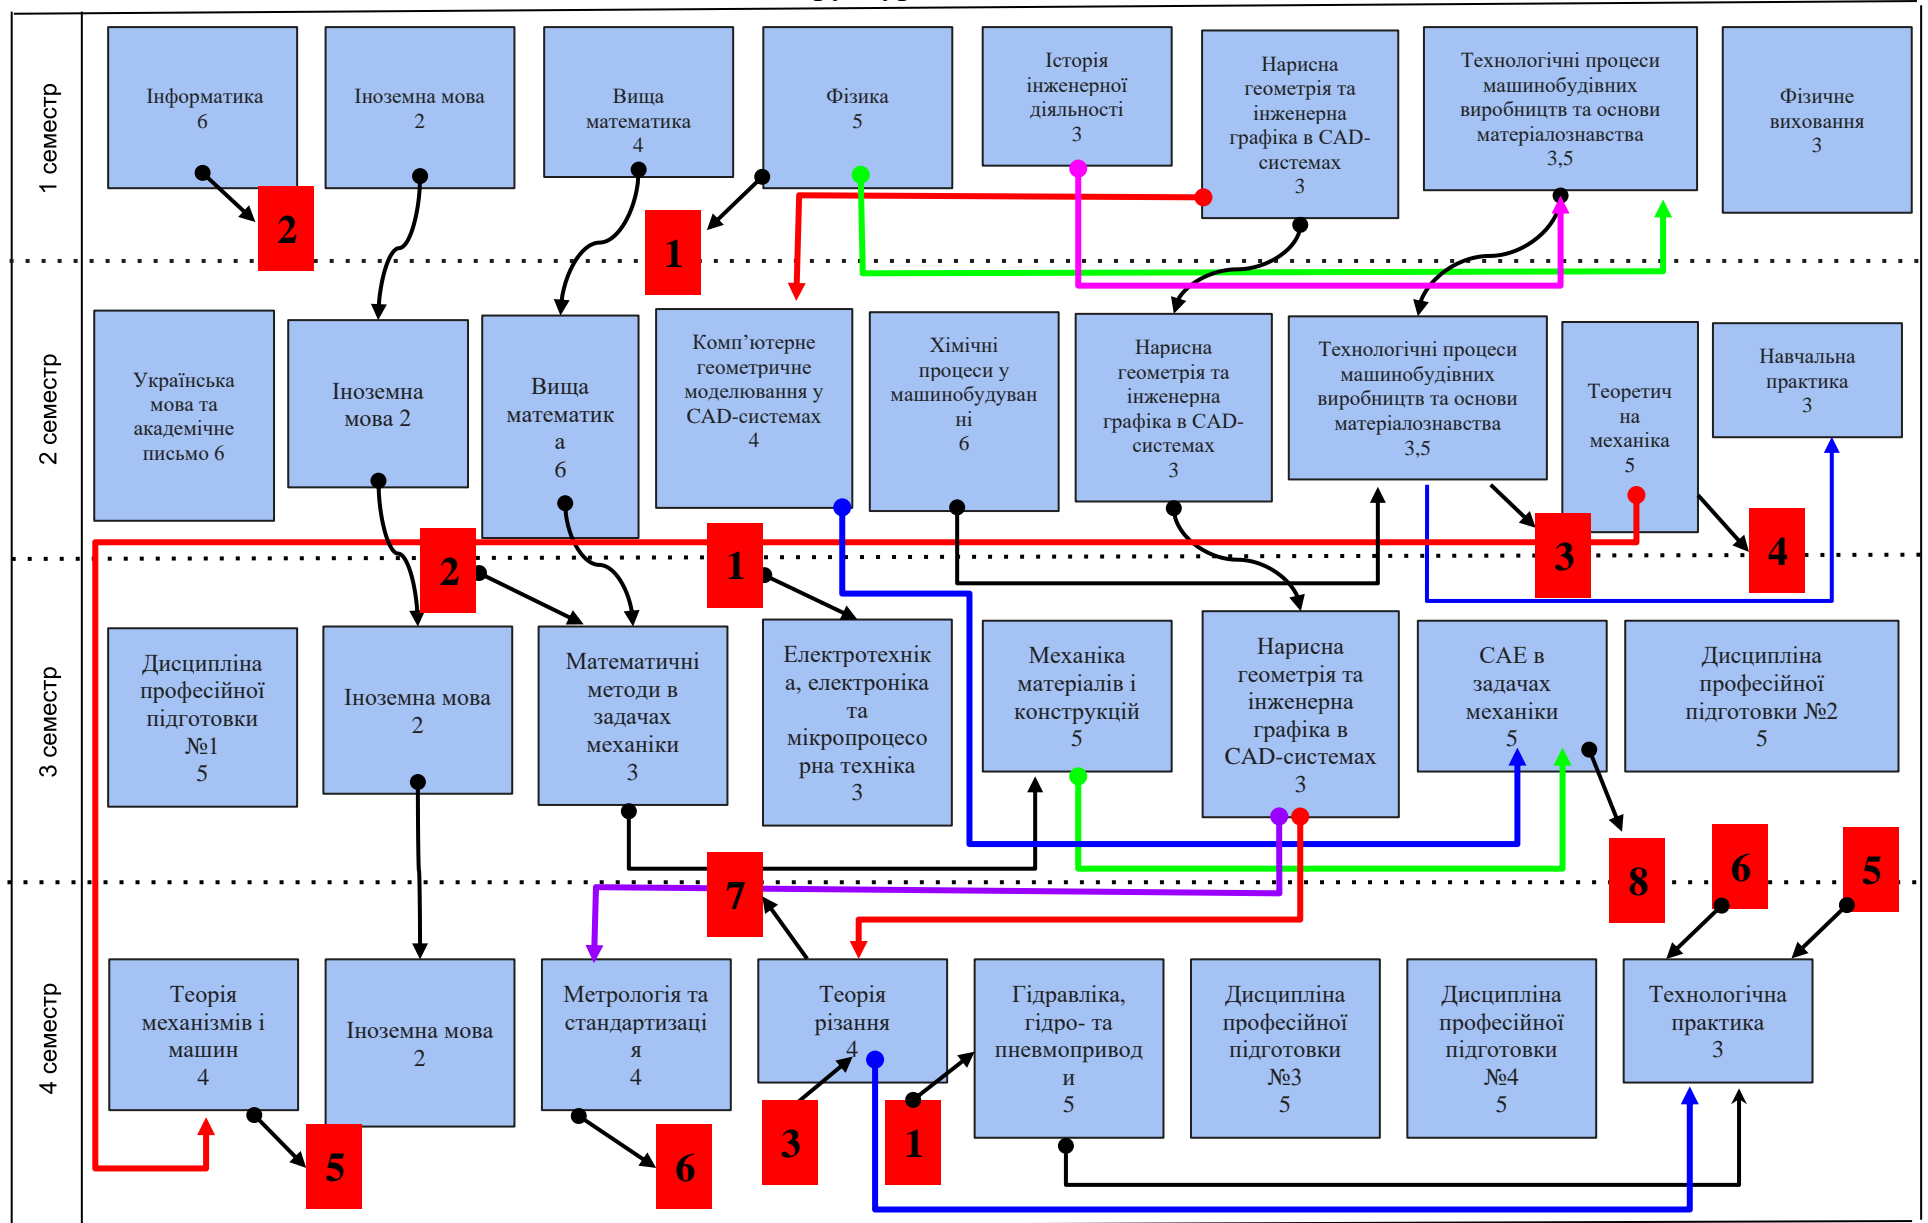 1 семестр
Інформатика
6
Іноземна мова
2
Вища
математика
4
Фізика
5
Історія
інженерної
діяльності
3
Нарисна
геометрія та
інженерна
графіка в CAD-
системах
3
Технологічні процеси
машинобудівних
виробництв та основи
матеріалознавства
3,5
Фізичне
виховання
3
2
1
2 семестр
Українська
мова та
академічне
письмо 6
Іноземна
мова 2
Вища
математик
а
6
Комп’ютерне
геометричне
моделювання у
CAD-системах
4
Хімічні
процеси у
машинобудуван
ні
6
Нарисна
геометрія та
інженерна
графіка в CAD-
системах
3
Технологічні процеси
машинобудівних
виробництв та основи
матеріалознавства
3,5
Теоретич
на
механіка
5
Навчальна
практика
3
2
1
3
4
3 семестр
Дисципліна
професійної
підготовки
№1
5
Іноземна мова
2
Математичні
методи в
задачах
механіки
3
Електротехнік
а, електроніка
та
мікропроцесо
рна техніка
3
Механіка
матеріалів і
конструкцій
5
Нарисна
геометрія та
інженерна
графіка в
CAD-системах
3
САЕ в
задачах
механіки
5
Дисципліна
професійної
підготовки №2
5
7
8
6
5
4 семестр
Теорія
механізмів і
машин
4
Іноземна мова
2
Метрологія та
стандартизаці
я
4
Теорія
різання
4
Гідравліка,
гідро- та
пневмопривод
и
5
Дисципліна
професійної
підготовки
№3
5
Дисципліна
професійної
підготовки
№4
5
Технологічна
практика
3
5
6
3
1